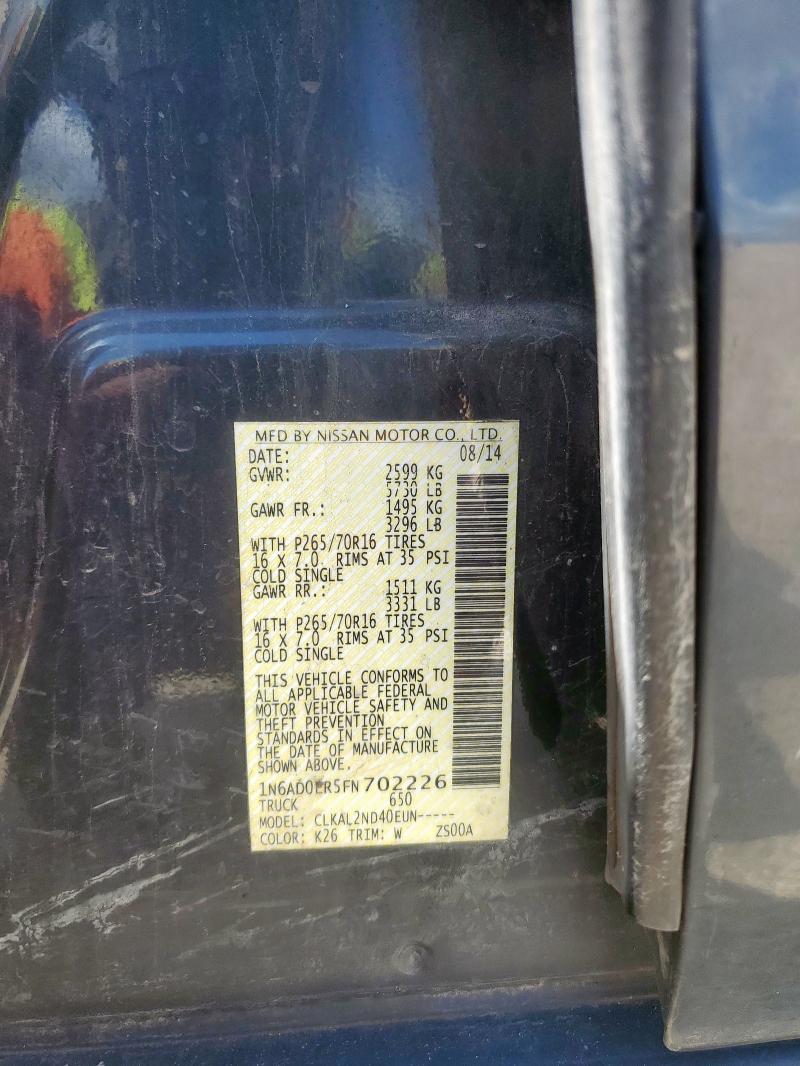 MFD BY NISSAN MOTOR CO., LTD.
DATE: 08/14
GVWR: 2599 KG
5730 LB
GAWR FR.: 1495 KG
3296 LB
WITH P265/70R16 TIRES
16 X 7.0 RIMS AT 35 PSI
COLD SINGLE
GAWR RR.: 1511 KG
3331 LB
WITH P265/70R16 TIRES
16 X 7.0 RIMS AT 35 PSI
COLD SINGLE
THIS VEHICLE CONFORMS TO
ALL APPLICABLE FEDERAL
MOTOR VEHICLE SAFETY AND
THEFT PREVENTION
STANDARDS IN EFFECT ON
THE DATE OF MANUFACTURE
SHOWN ABOVE.
1N6AD0ER5FN702226
TRUCK 650
MODEL: CLKAL2ND40EUN-----
COLOR: K26 TRIM: W ZS00A